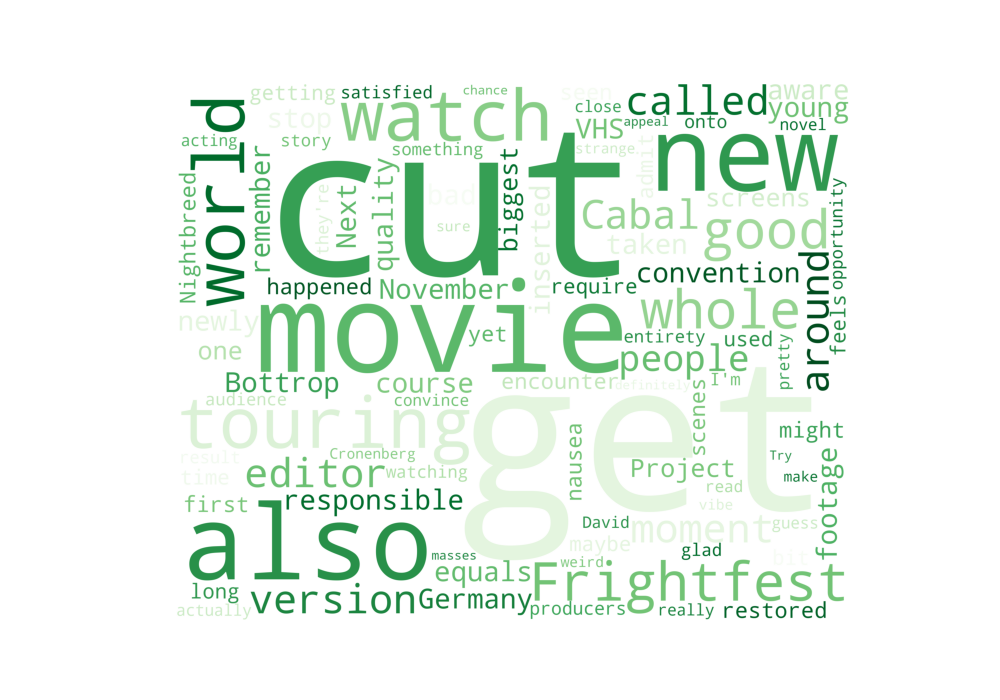 getting
satisfied
chance
seen
aware
world
stop
watch
close
called
young
acting
story
VHS
appeal
onto
novel
something
strange
new
remember
cut
Nightbreed
they're
Next
quality
bad
sure
biggest
inserted
admit
Cabal
screens
good
taken
opportunity
happened
November
require
convention
around
feels
movie
yet
whole
newly
one
entirety
used
people
pretty
Bottrop
course
encounter
definitely
I'm
audience
convince
get
touring
scenes
might
result
Cronenberg
nausea
Try
time
editor
watching
Project
make
read
footage
first
responsible
vibe
also
David
moment
guess
maybe
glad
hit
masses
weird
equals
Frightfest
long
version
Germany
actually
producers
really
restored